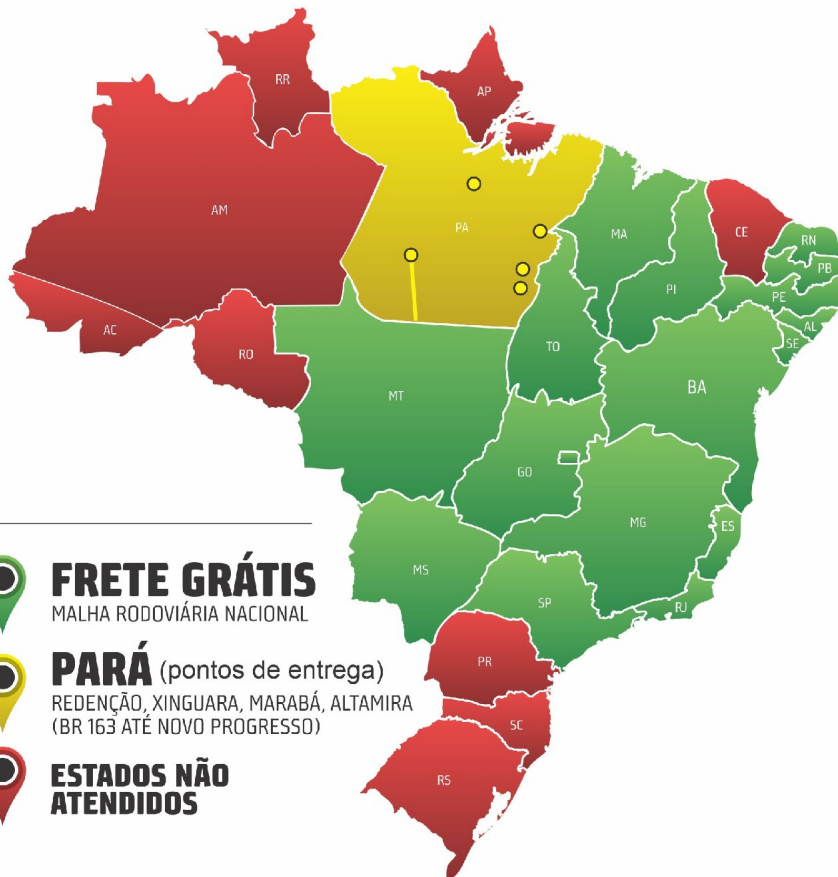 RR
AP
AM
PA
MA
CE
RN
PB
PI
PE
AL
SE
AC
RO
TO
BA
MT
GO
MG
ES
MS
SP
RJ
PR
SC
RS
FRETE GRÁTIS
MALHA RODOVIÁRIA NACIONAL
PARÁ (pontos de entrega)
REDENÇÃO, XINGUARA, MARABÁ, ALTAMIRA
(BR 163 ATÉ NOVO PROGRESSO)
ESTADOS NÃO
ATENDIDOS